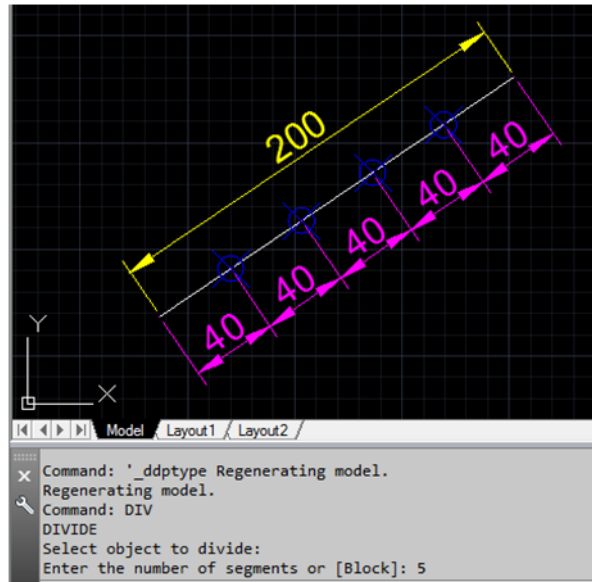 200
40
40
40
40
40
Y
X
Model Layout1 Layout2
Command: '_ddptype Regenerating model.
Regenerating model.
Command: DIV
DIVIDE
Select object to divide:
Enter the number of segments or [Block]: 5